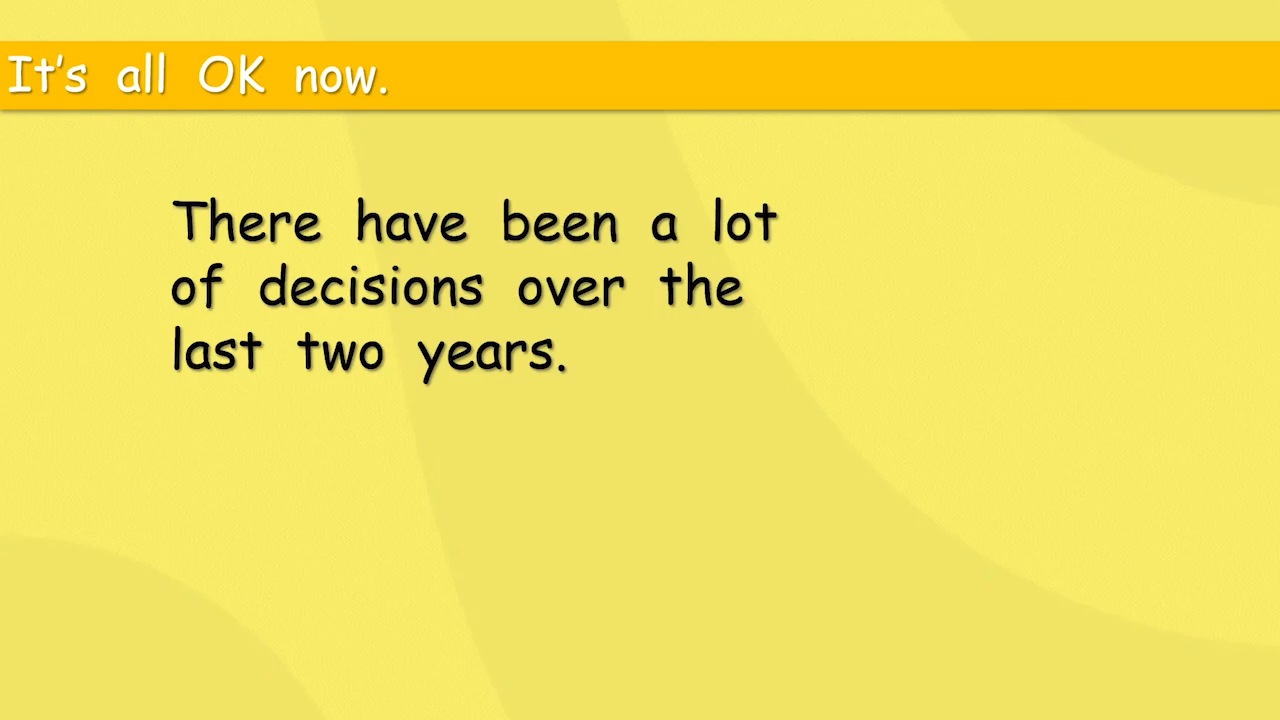 It's all OK now.
There have been a lot
of decisions over the
last two years.